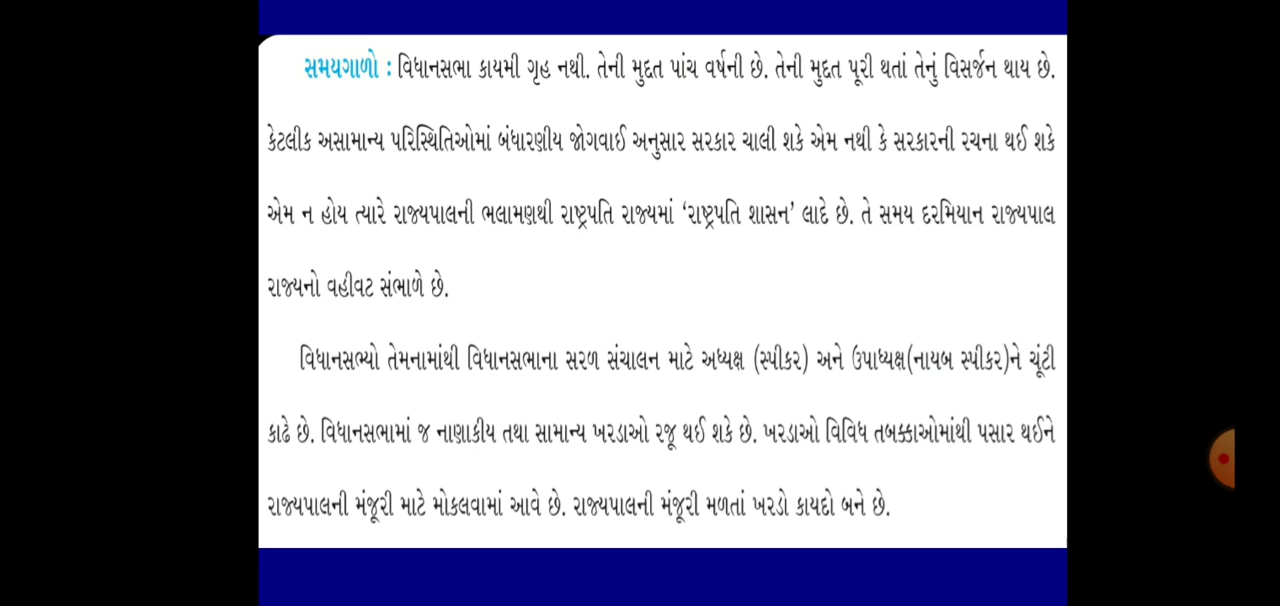 સમયગાળો : વિધાનસભા કાયમી ગૃહ નથી. તેની મુદ્દત પાંચ વર્ષની છે. તેની મુદ્દત પૂરી થતાં તેનું વિસર્જન થાય છે.
કેટલીક અસામાન્ય પરિસ્થિતિઓમાં બંધારણીય જોગવાઈ અનુસાર સરકાર ચાલી શકે એમ નથી કે સરકારની રચના થઈ શકે
એમ ન હોય ત્યારે રાજ્યપાલની ભલામણથી રાષ્ટ્રપતિ રાજ્યમાં ‘રાષ્ટ્રપતિ શાસન’ લાદે છે. તે સમય દરમિયાન રાજ્યપાલ
રાજ્યનો વહીવટ સંભાળે છે.
વિધાનસભ્યો તેમનામાંથી વિધાનસભાના સરળ સંચાલન માટે અધ્યક્ષ (સ્પીકર) અને ઉપાધ્યક્ષ(નાયબ સ્પીકર)ને ચૂંટી
કાઢે છે. વિધાનસભામાં જ નાણાકીય તથા સામાન્ય ખરડાઓ રજૂ થઈ શકે છે. ખરડાઓ વિવિધ તબક્કાઓમાંથી પસાર થઈને
રાજ્યપાલની મંજૂરી માટે મોકલવામાં આવે છે. રાજ્યપાલની મંજૂરી મળતાં ખરડો કાયદો બને છે.